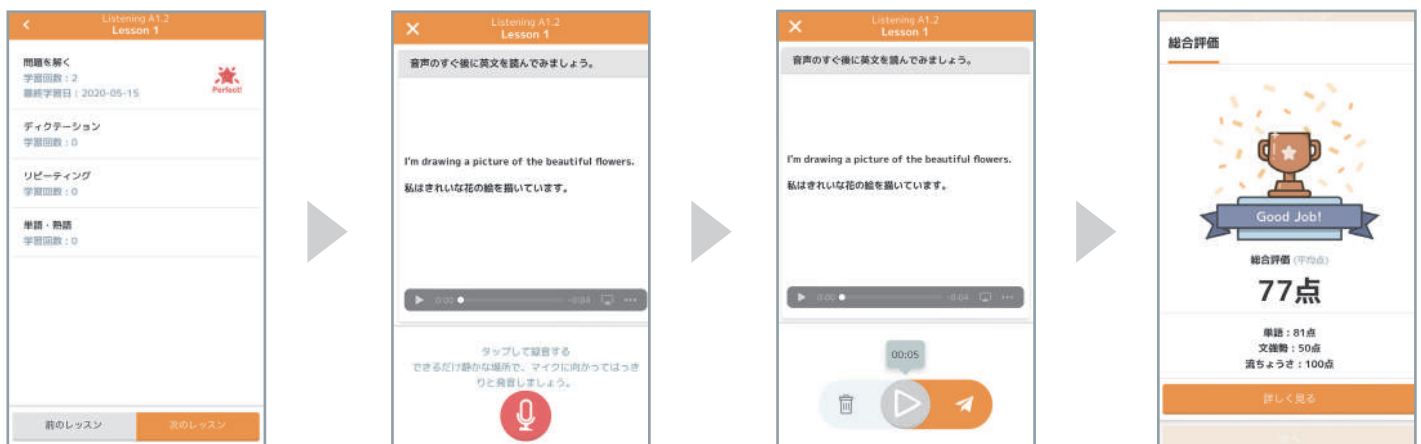 Listening A1.2
Lesson 1
問題を解く
学習回数：2
最終学習日：2020-05-15
Perfect!
ディクテーション
学習回数：0
リピーティング
学習回数：0
単語・熟語
学習回数：0
前のレッスン
次のレッスン
Listening A1.2
Lesson 1
音声のすぐ後に英文を読んでみましょう。
I'm drawing a picture of the beautiful flowers.
私はきれいな花の絵を描いています。
0:00
-0:04
タップして録音する
できるだけ静かな場所で、マイクに向かってはっき
りと発音しましょう。
Listening A1.2
Lesson 1
音声のすぐ後に英文を読んでみましょう。
I'm drawing a picture of the beautiful flowers.
私はきれいな花の絵を描いています。
0:00
-0:04
00:05
総合評価
Good Job!
総合評価 (平均点)
77点
単語：81点
文強勢：50点
流ちょうさ：100点
詳しく見る